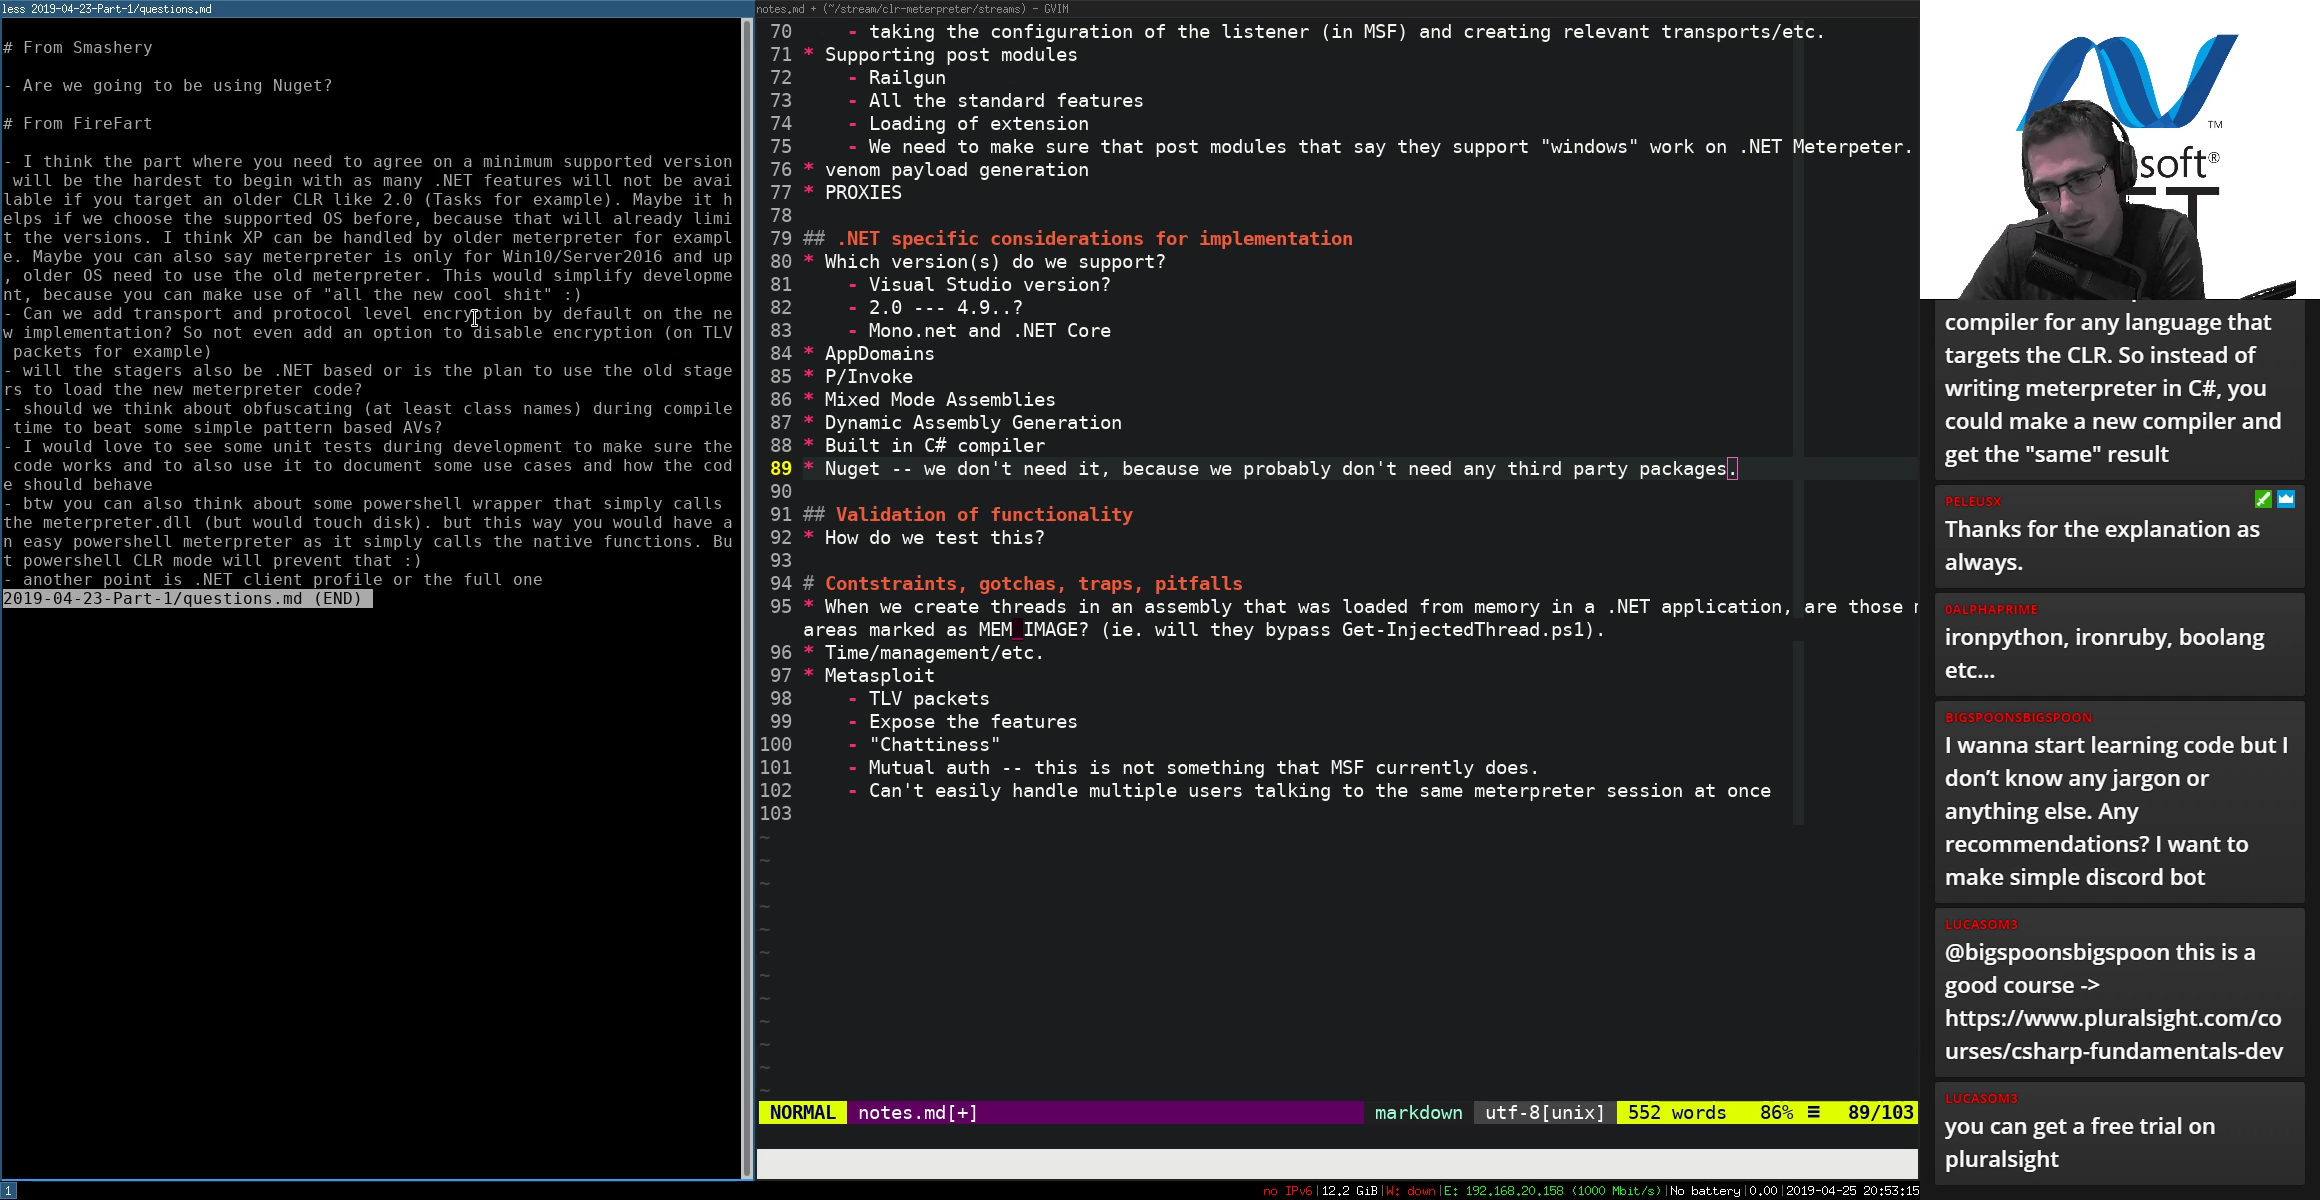 less 2019-04-23-Part-1/questions.md
# From Smashery
- Are we going to be using Nuget?
# From FireFart
- I think the part where you need to agree on a minimum supported version
 will be the hardest to begin with as many .NET features will not be avai
lable if you target an older CLR like 2.0 (Tasks for example). Maybe it h
elps if we choose the supported OS before, because that will already limi
t the versions. I think XP can be handled by older meterpreter for exampl
e. Maybe you can also say meterpreter is only for Win10/Server2016 and up
, older OS need to use the old meterpreter. This would simplify developme
nt, because you can make use of "all the new cool shit" :)
- Can we add transport and protocol level encryption by default on the ne
w implementation? So not even add an option to disable encryption (on TLV
 packets for example)
- will the stagers also be .NET based or is the plan to use the old stage
rs to load the new meterpreter code?
- should we think about obfuscating (at least class names) during compile
 time to beat some simple pattern based AVs?
- I would love to see some unit tests during development to make sure the
 code works and to also use it to document some use cases and how the cod
e should behave
- btw you can also think about some powershell wrapper that simply calls
the meterpreter.dll (but would touch disk). but this way you would have a
n easy powershell meterpreter as it simply calls the native functions. Bu
t powershell CLR mode will prevent that :)
- another point is .NET client profile or the full one
2019-04-23-Part-1/questions.md (END)
notes.md + (~/stream/clr-meterpreter/streams) - GVIM
70 - taking the configuration of the listener (in MSF) and creating relevant transports/etc.
71 * Supporting post modules
72 - Railgun
73 - All the standard features
74 - Loading of extension
75 - We need to make sure that post modules that say they support "windows" work on .NET Meterpeter.
76 * venom payload generation
77 * PROXIES
78
79 ## .NET specific considerations for implementation
80 * Which version(s) do we support?
81 - Visual Studio version?
82 - 2.0 --- 4.9..?
83 - Mono.net and .NET Core
84 * AppDomains
85 * P/Invoke
86 * Mixed Mode Assemblies
87 * Dynamic Assembly Generation
88 * Built in C# compiler
89 * Nuget -- we don't need it, because we probably don't need any third party packages.
90
91 ## Validation of functionality
92 * How do we test this?
93
94 # Contstraints, gotchas, traps, pitfalls
95 * When we create threads in an assembly that was loaded from memory in a .NET application, are those
areas marked as MEM_IMAGE? (ie. will they bypass Get-InjectedThread.ps1).
96 * Time/management/etc.
97 * Metasploit
98 - TLV packets
99 - Expose the features
100 - "Chattiness"
101 - Mutual auth -- this is not something that MSF currently does.
102 - Can't easily handle multiple users talking to the same meterpreter session at once
103
~
~
~
~
~
~
~
~
~
~
~
~
NORMAL notes.md[+] markdown utf-8[unix] 552 words 86% ≡ 89/103
1
no IPv6|12.2 GiB|W: down|E: 192.168.20.158 (1000 Mbit/s)|No battery|0.00|2019-04-25 20:53:15
TM
soft®
T
compiler for any language that
targets the CLR. So instead of
writing meterpreter in C#, you
could make a new compiler and
get the "same" result
PELEUSX
Thanks for the explanation as
always.
0ALPHAPRIME
ironpython, ironruby, boolang
etc...
BIGSPOONSBIGSPOON
I wanna start learning code but I
don't know any jargon or
anything else. Any
recommendations? I want to
make simple discord bot
LUCASOM3
@bigspoonsbigspoon this is a
good course ->
https://www.pluralsight.com/co
urses/csharp-fundamentals-dev
LUCASOM3
you can get a free trial on
pluralsight